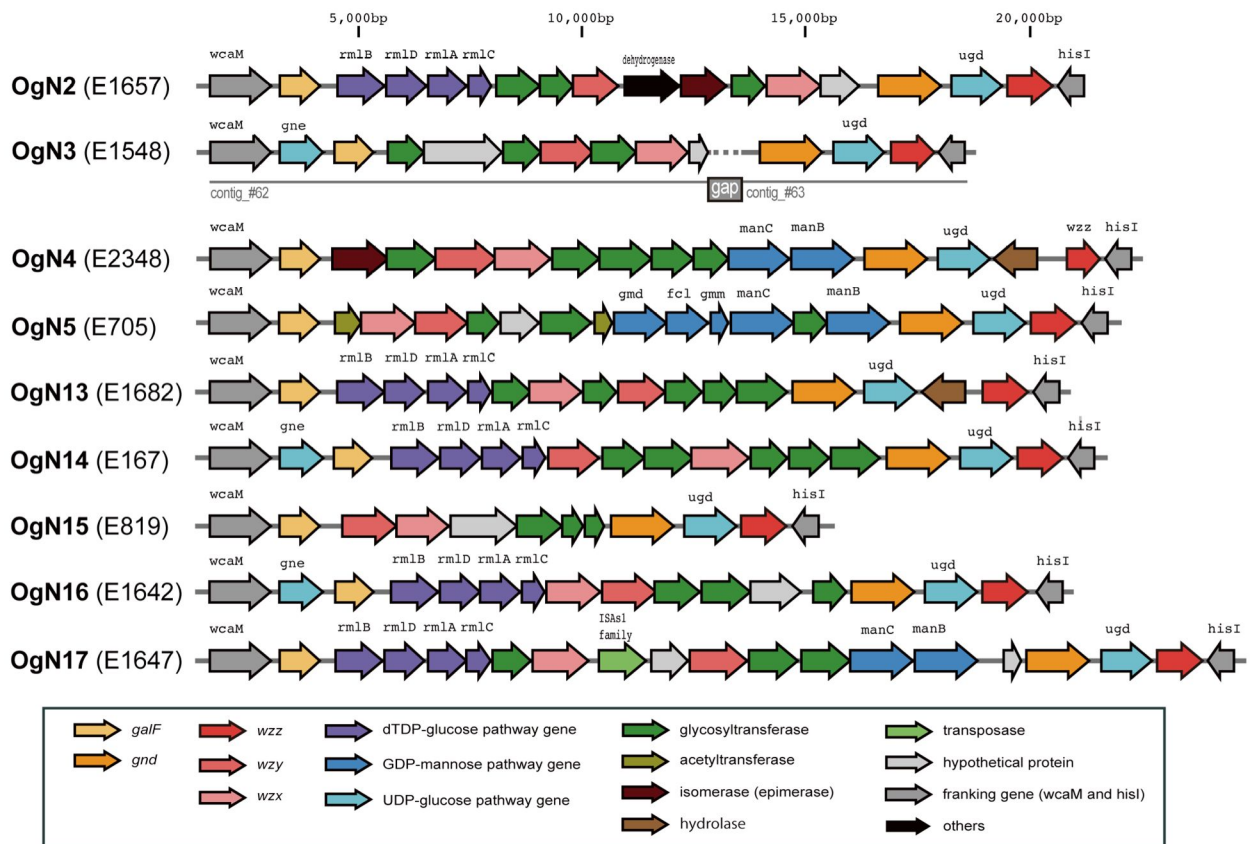 5,000bp 10,000bp 15,000bp 20,000bp
wcaM rmlB rmlD rmlA rmlC dehydrogenase ugd hisI
OgN2 (E1657)
wcaM gne ugd
OgN3 (E1548)
contig_#62 gap contig_#63
wcaM manC manB ugd wzz hisI
OgN4 (E2348)
wcaM gmd fcl gmm manC manB ugd hisI
OgN5 (E705)
wcaM rmlB rmlD rmlA rmlC ugd hisI
OgN13 (E1682)
wcaM gne rmlB rmlD rmlA rmlC ugd hisI
OgN14 (E167)
wcaM ugd hisI
OgN15 (E819)
wcaM gne rmlB rmlD rmlA rmlC ugd hisI
OgN16 (E1642)
ISAs1
wcaM rmlB rmlD rmlA rmlC family manC manB ugd hisI
OgN17 (E1647)
galF wzz dTDP-glucose pathway gene glycosyltransferase transposase
gnd wzy GDP-mannose pathway gene acetyltransferase hypothetical protein
wzx UDP-glucose pathway gene isomerase (epimerase) franking gene (wcaM and hisI)
hydrolase others